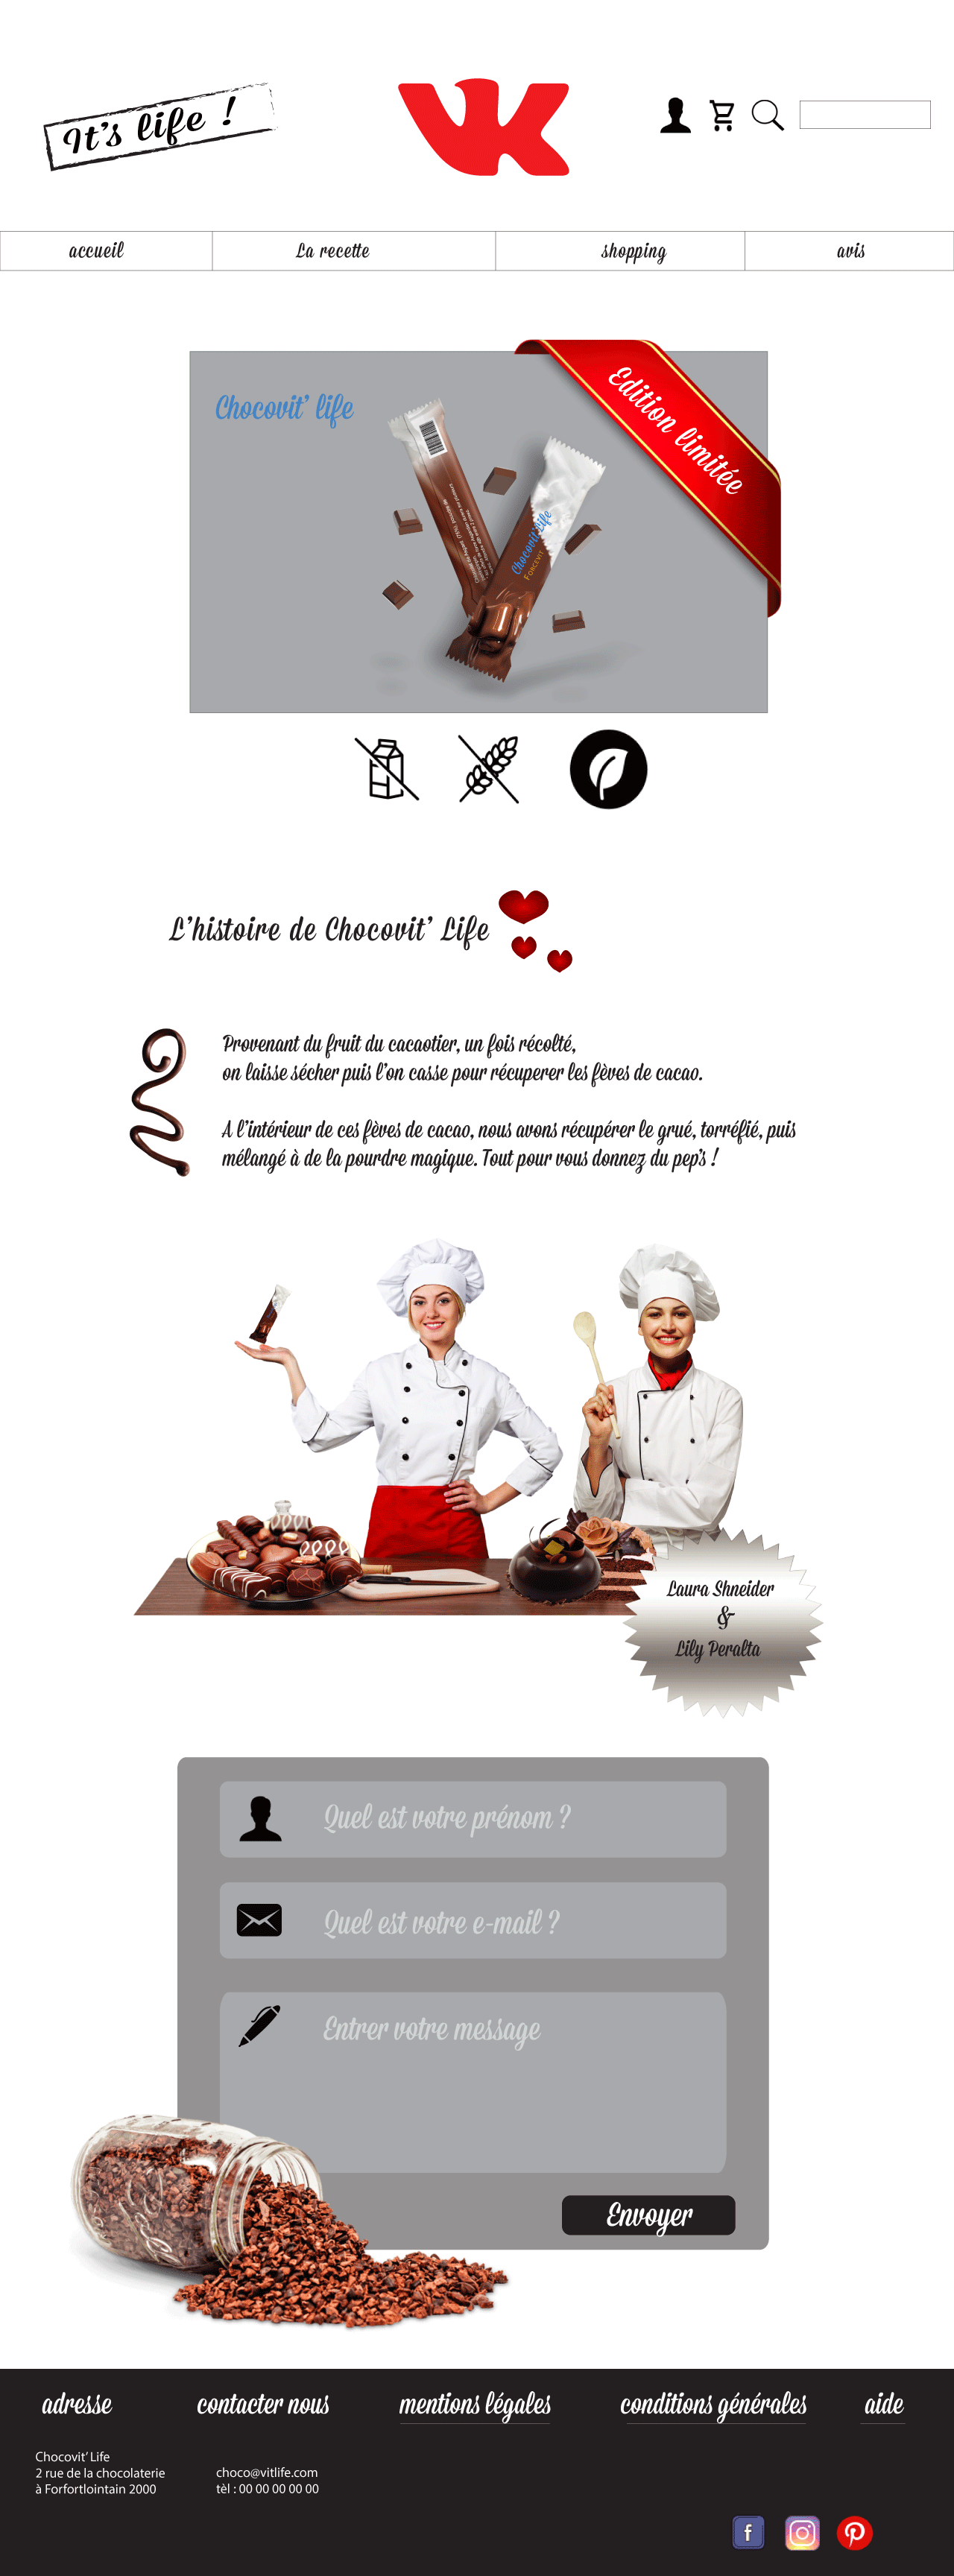 It's life !
VK
accueil
La recette
shopping
avis
Chocovit' life
Edition limitée
Chocovit' Life
FORCEVIT
L'histoire de Chocovit' Life
Provenant du fruit du cacaotier, un fois récolté,
on laisse sécher puis l'on casse pour récuperer les fèves de cacao.
A l'intérieur de ces fèves de cacao, nous avons récupérer le grué, torréfié, puis
mélangé à de la pourdre magique. Tout pour vous donnez du pep's !
Laura Shneider
&
Lily Peralta
Quel est votre prénom ?
Quel est votre e-mail ?
Entrer votre message
Envoyer
adresse
contacter nous
mentions légales
conditions générales
aide
Chocovit' Life
2 rue de la chocolaterie
à Forfortlointain 2000
choco@vitlife.com
tèl : 00 00 00 00 00